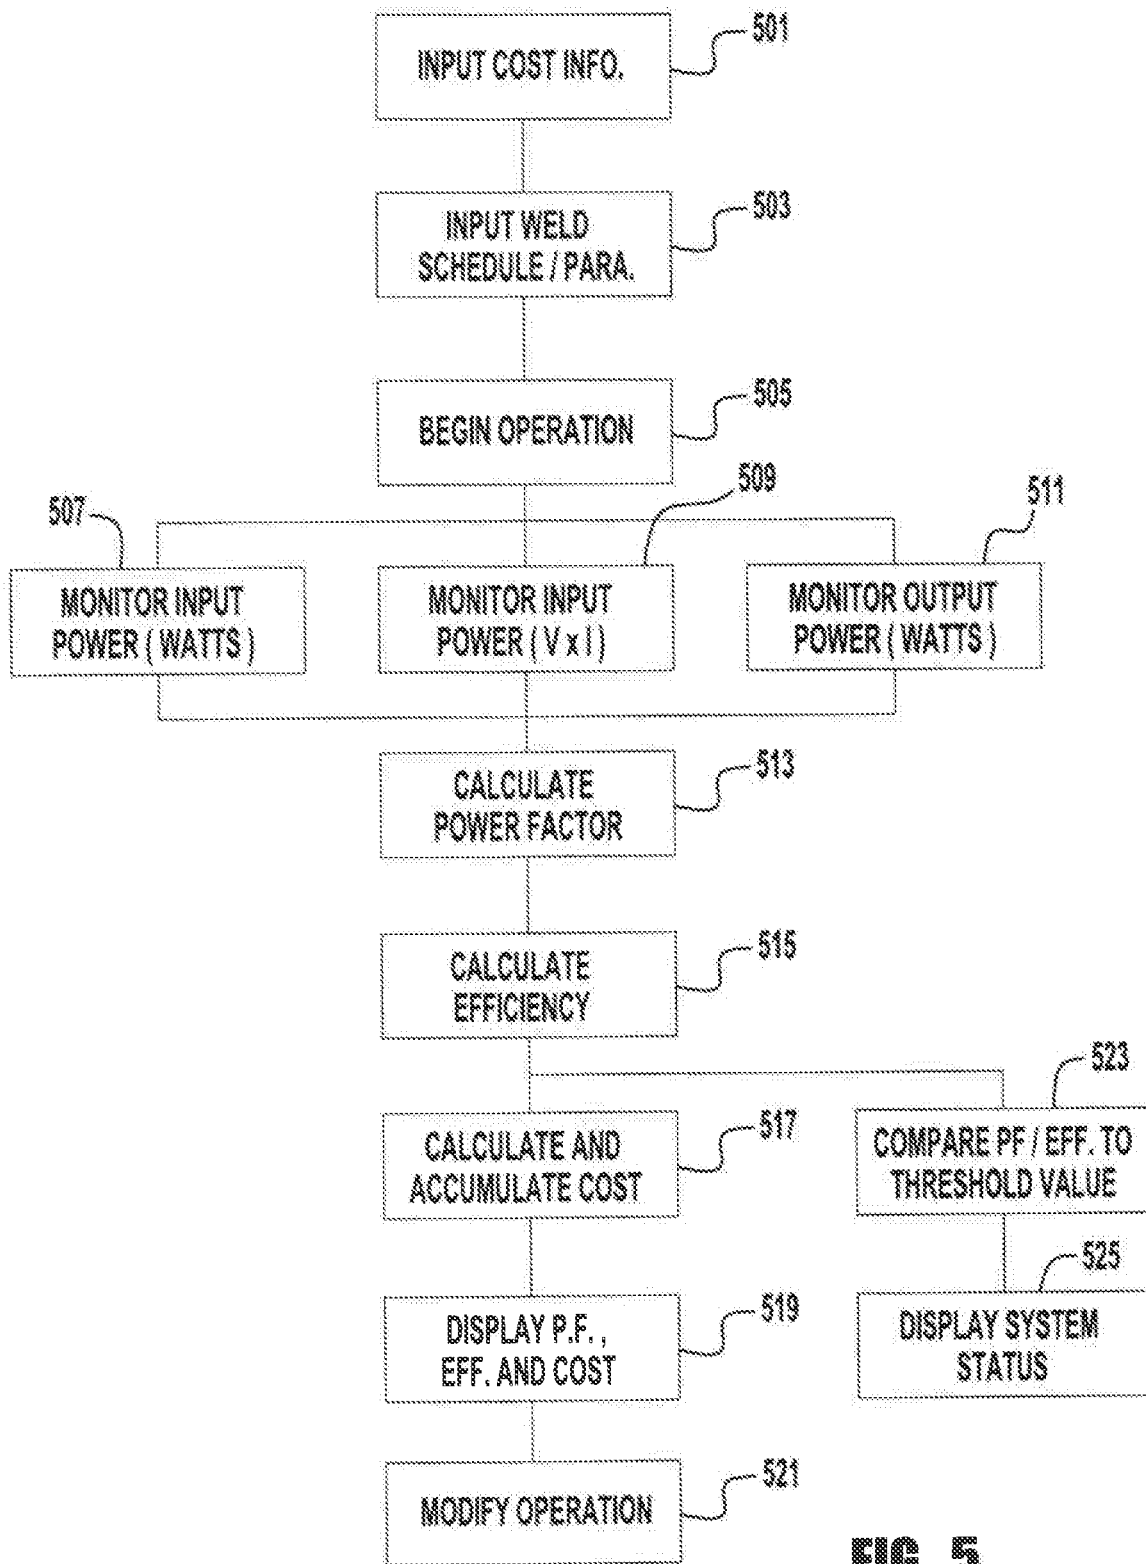 501
INPUT COST INFO.
503
INPUT WELD
SCHEDULE / PARA.
505
BEGIN OPERATION
507
509
511
MONITOR INPUT
POWER ( WATTS )
MONITOR INPUT
POWER ( V x I )
MONITOR OUTPUT
POWER ( WATTS )
513
CALCULATE
POWER FACTOR
515
CALCULATE
EFFICIENCY
523
517
CALCULATE AND
ACCUMULATE COST
COMPARE PF / EFF. TO
THRESHOLD VALUE
525
519
DISPLAY P.F. ,
EFF. AND COST
DISPLAY SYSTEM
STATUS
521
MODIFY OPERATION
FIG. 5